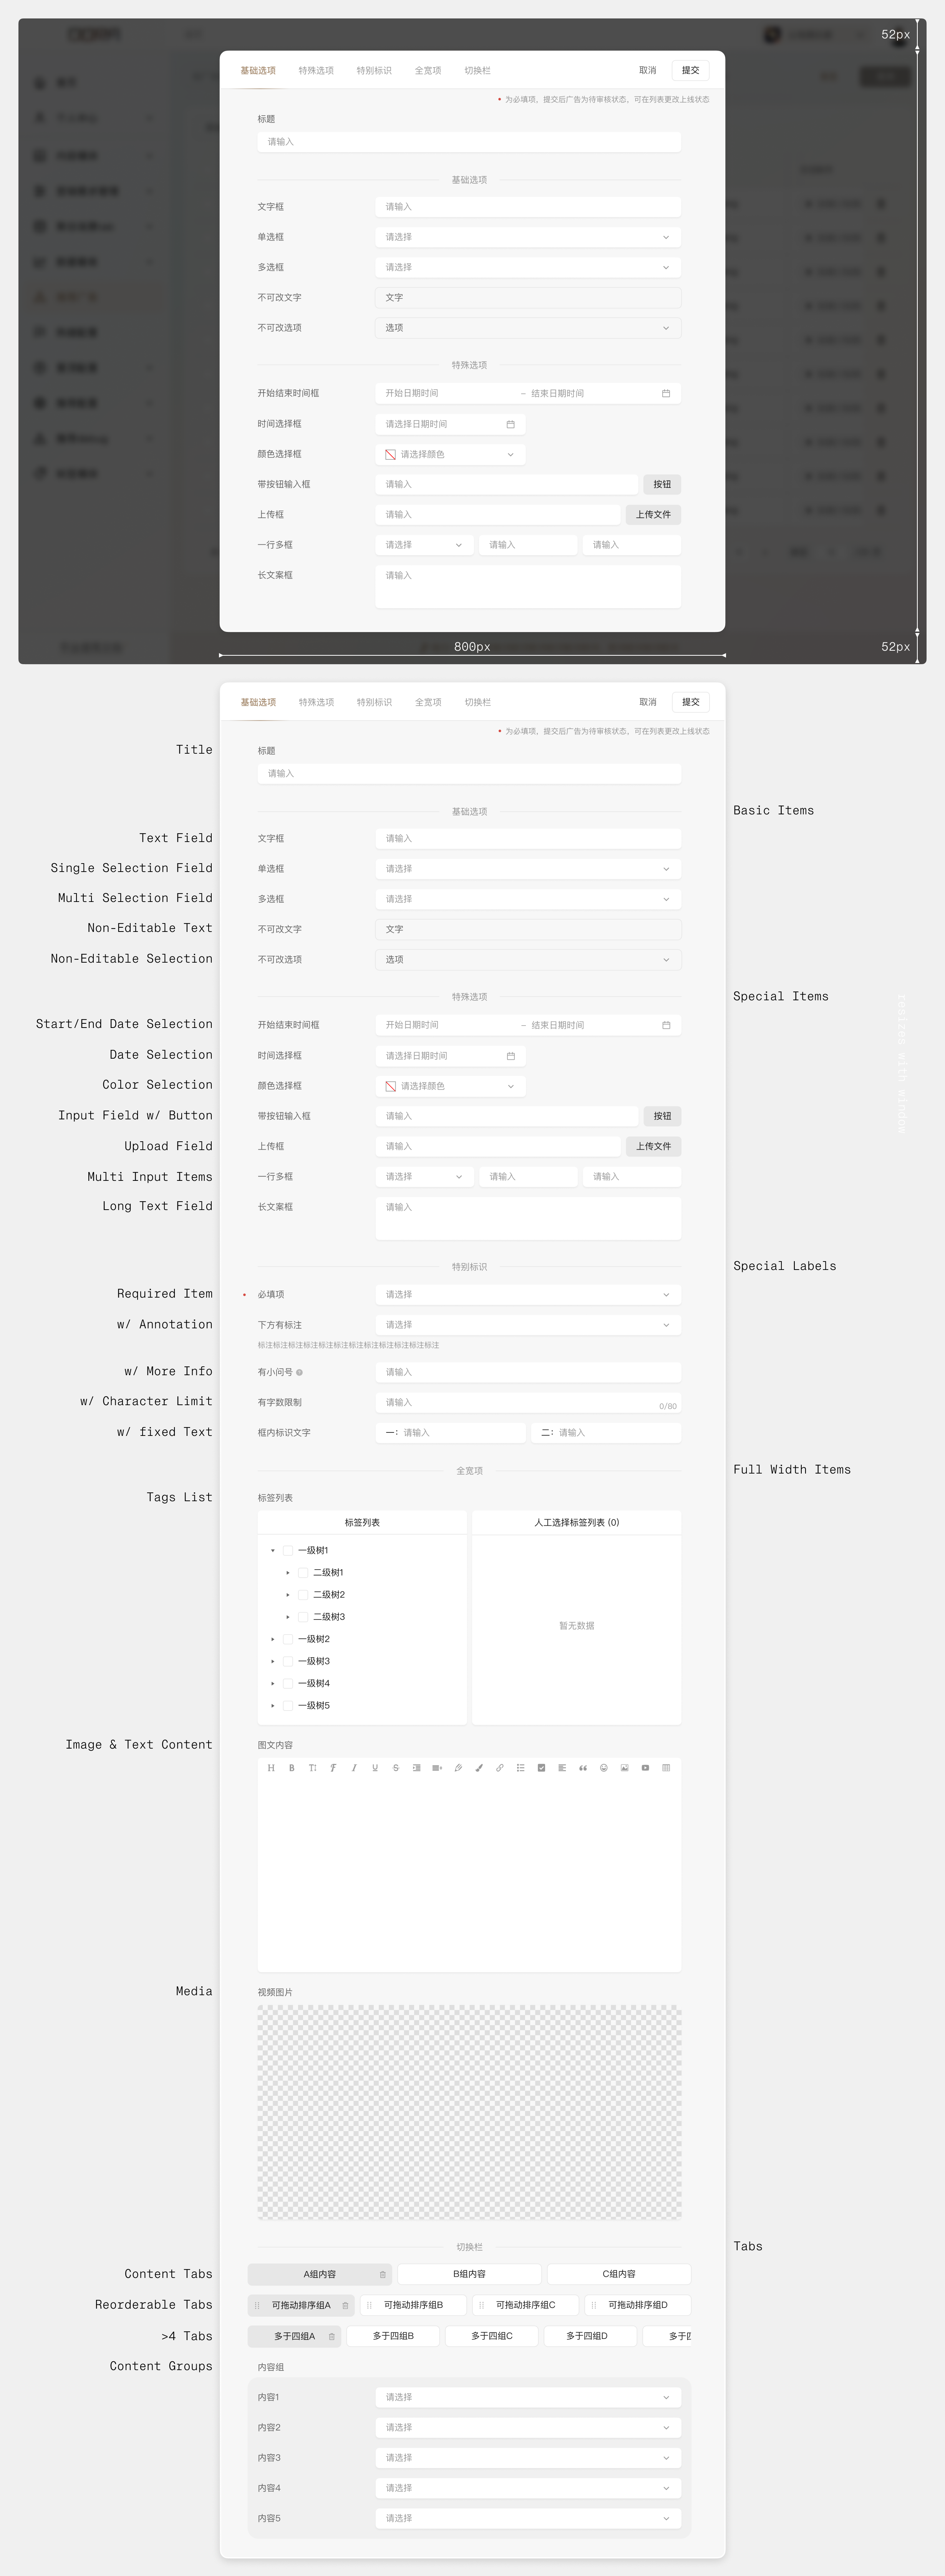 52px
基础选项 特殊选项 特别标识 全宽项 切换栏 取消 提交
• 为必填项，提交后广告为待审核状态，可在列表更改上线状态
标题
请输入
基础选项
文字框 请输入
单选框 请选择
多选框 请选择
不可改文字 文字
不可改选项 选项
特殊选项
开始结束时间框 开始日期时间 – 结束日期时间
时间选择框 请选择日期时间
颜色选择框 请选择颜色
带按钮输入框 请输入 按钮
上传框 请输入 上传文件
一行多框 请选择 请输入 请输入
长文案框 请输入
800px 52px
基础选项 特殊选项 特别标识 全宽项 切换栏 取消 提交
• 为必填项，提交后广告为待审核状态，可在列表更改上线状态
Title 标题
请输入
基础选项 Basic Items
Text Field 文字框 请输入
Single Selection Field 单选框 请选择
Multi Selection Field 多选框 请选择
Non-Editable Text 不可改文字 文字
Non-Editable Selection 不可改选项 选项
特殊选项 Special Items
Start/End Date Selection 开始结束时间框 开始日期时间 – 结束日期时间
Date Selection 时间选择框 请选择日期时间
Color Selection 颜色选择框 请选择颜色
Input Field w/ Button 带按钮输入框 请输入 按钮
Upload Field 上传框 请输入 上传文件
Multi Input Items 一行多框 请选择 请输入 请输入
Long Text Field 长文案框 请输入
with window
特别标识 Special Labels
Required Item • 必填项 请选择
w/ Annotation 下方有标注 请选择
标注标注标注标注标注标注标注标注标注标注标注标注
w/ More Info 有小问号 请输入
w/ Character Limit 有字数限制 请输入 0/80
w/ fixed Text 框内标识文字 一: 请输入 二: 请输入
全宽项 Full Width Items
Tags List 标签列表
标签列表 人工选择标签列表 (0)
一级树1
二级树1
二级树2
二级树3
暂无数据
一级树2
一级树3
一级树4
一级树5
Image & Text Content 图文内容
Media 视频图片
切换栏 Tabs
Content Tabs A组内容 B组内容 C组内容
Reorderable Tabs 可拖动排序组A 可拖动排序组B 可拖动排序组C 可拖动排序组D
>4 Tabs 多于四组A 多于四组B 多于四组C 多于四组D 多于
Content Groups 内容组
内容1 请选择
内容2 请选择
内容3 请选择
内容4 请选择
内容5 请选择